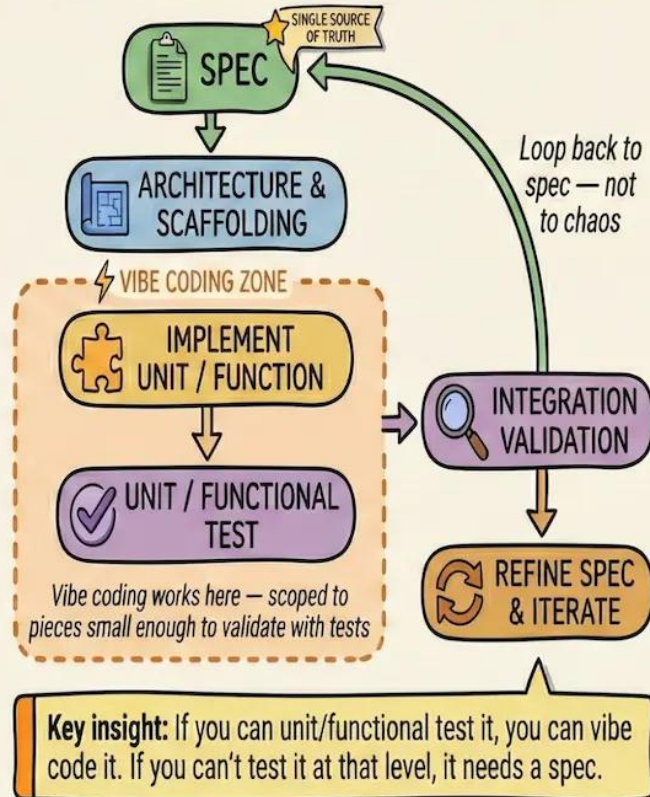 SINGLE SOURCE
OF TRUTH
SPEC
ARCHITECTURE &
SCAFFOLDING
Loop back to
spec — not
to chaos
VIBE CODING ZONE
IMPLEMENT
UNIT / FUNCTION
UNIT / FUNCTIONAL
TEST
Vibe coding works here — scoped to
pieces small enough to validate with tests
INTEGRATION
VALIDATION
REFINE SPEC
& ITERATE
Key insight: If you can unit/functional test it, you can vibe
code it. If you can't test it at that level, it needs a spec.